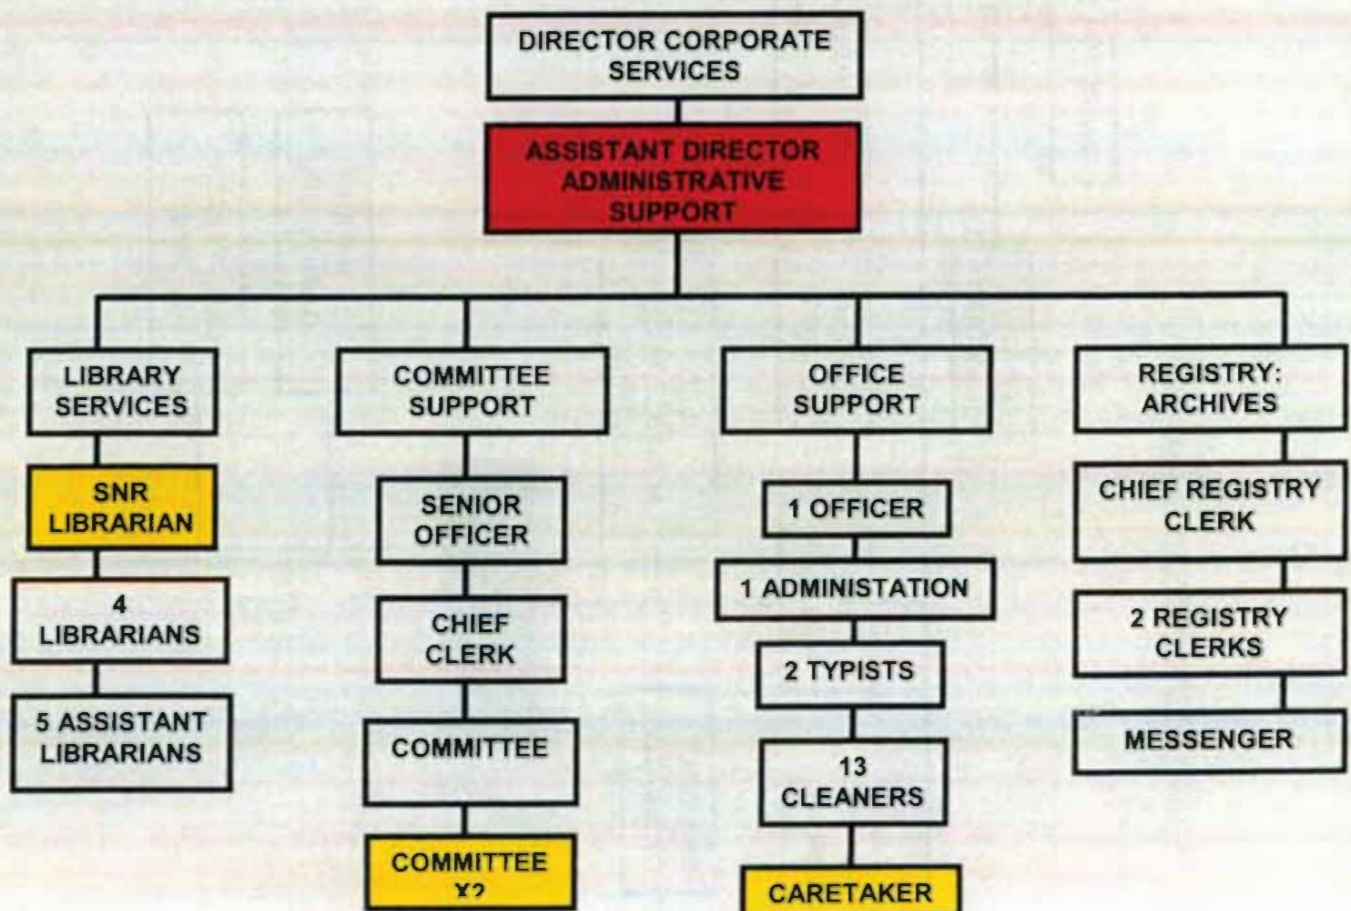 DIRECTOR CORPORATE
SERVICES
ASSISTANT DIRECTOR
ADMINISTRATIVE
SUPPORT
LIBRARY
SERVICES
SNR
LIBRARIAN
4
LIBRARIANS
5 ASSISTANT
LIBRARIANS
COMMITTEE
SUPPORT
SENIOR
OFFICER
CHIEF
CLERK
COMMITTEE
COMMITTEE
X2
OFFICE
SUPPORT
1 OFFICER
1 ADMINISTATION
2 TYPISTS
13
CLEANERS
CARETAKER
REGISTRY:
ARCHIVES
CHIEF REGISTRY
CLERK
2 REGISTRY
CLERKS
MESSENGER